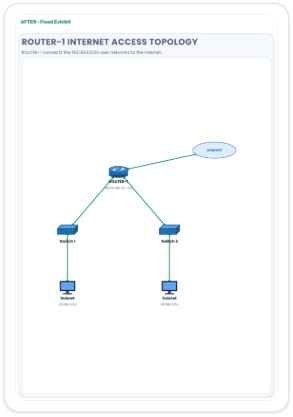 AFTER - Fixed Exhibit
ROUTER-1 INTERNET ACCESS TOPOLOGY
ROUTER-1 connects the 192.168.0.0/24 user networks to the internet.
Internet
ROUTER-1
Switch 1
Switch 2
Subnet
Subnet